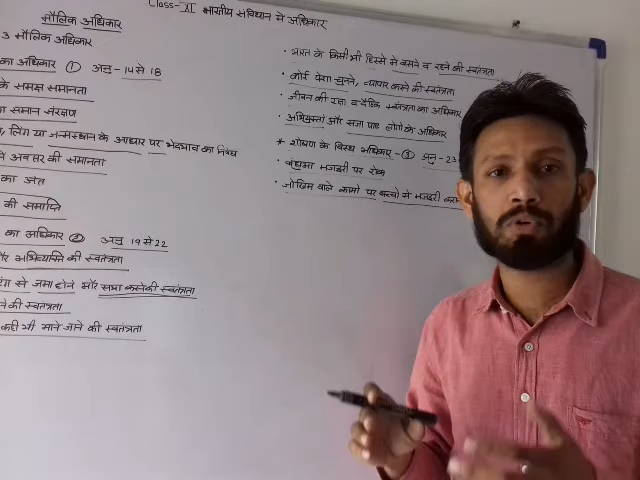 Class-XI भारतीय संविधान में अधिकार
मौलिक अधिकार
3 मौलिक अधिकार
का अधिकार ① अनु - 14 से 18
के समक्ष समानता
समान संरक्षण
लिंग या जन्मस्थान के आधार पर भेदभाव का निषेध
अवसर की समानता
का अंत
की समाप्ति
का अधिकार ② अनु 19 से 22
और अभिव्यक्ति की स्वतंत्रता
से जमा होने और सभा करने की स्वतंत्रता
की स्वतंत्रता
कहीं भी आने जाने की स्वतंत्रता
· भारत के किसी भी हिस्से में बसने व रहने की स्वतंत्रता
· कोई पेशा चुनने, व्यापार करने की स्वतंत्रता
· जीवन की रक्षा व दैहिक स्वतंत्रता का अधिकार
· अभियुक्तों और सजा पाए लोगों के अधिकार
* शोषण के विरुध अधिकार - ③ अनु - 23
· बंधुआ मजदूरी पर रोक
· जोखिम वाले कामों पर बच्चों से मजदूरी